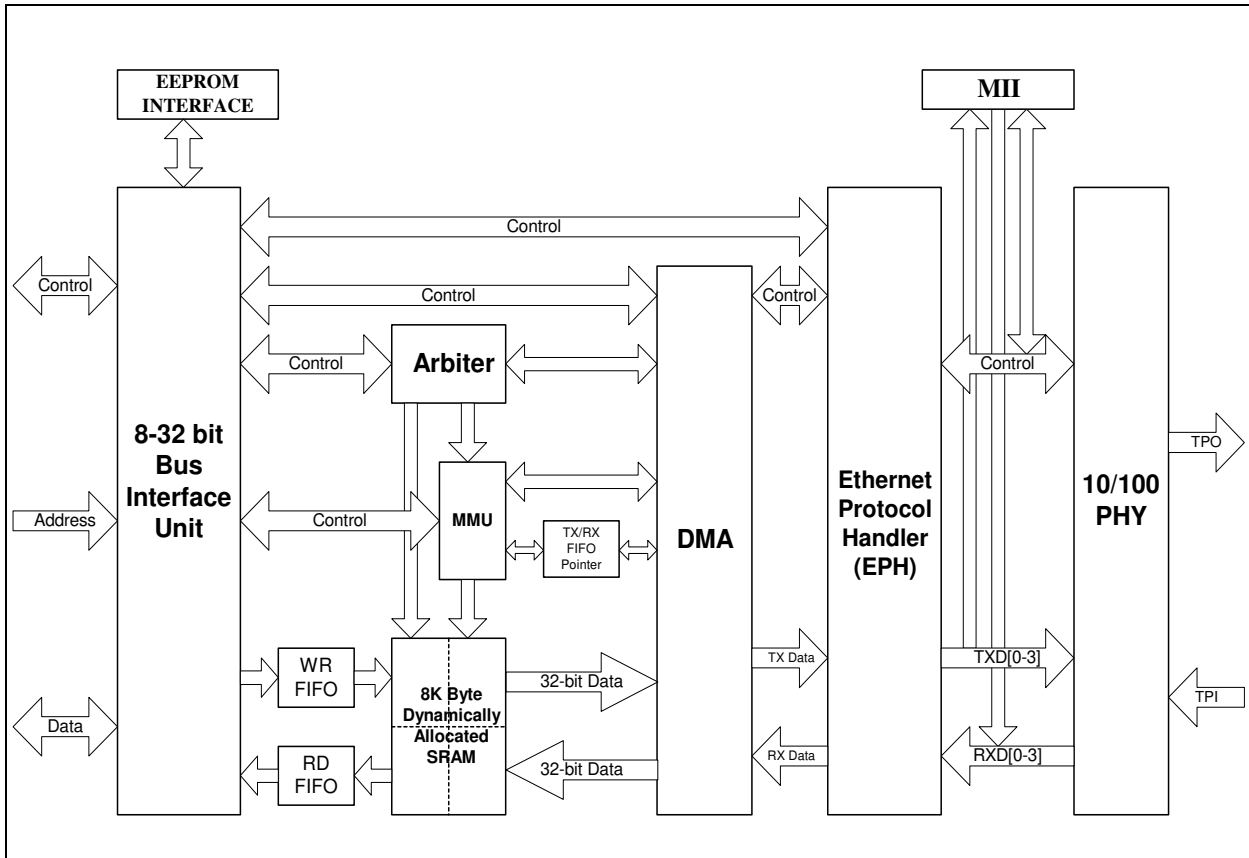 EEPROM
INTERFACE
MII
Control
Control
Control
Control
Control
Arbiter
Control
8-32 bit
Bus
Interface
Unit
Address
Control
MMU
TX/RX
FIFO
Pointer
DMA
Ethernet
Protocol
Handler
(EPH)
10/100
PHY
TPO
WR
FIFO
8K Byte
Dynamically
Allocated
SRAM
32-bit Data
TX Data
TXD[0-3]
TPI
Data
RD
FIFO
32-bit Data
RX Data
RXD[0-3]